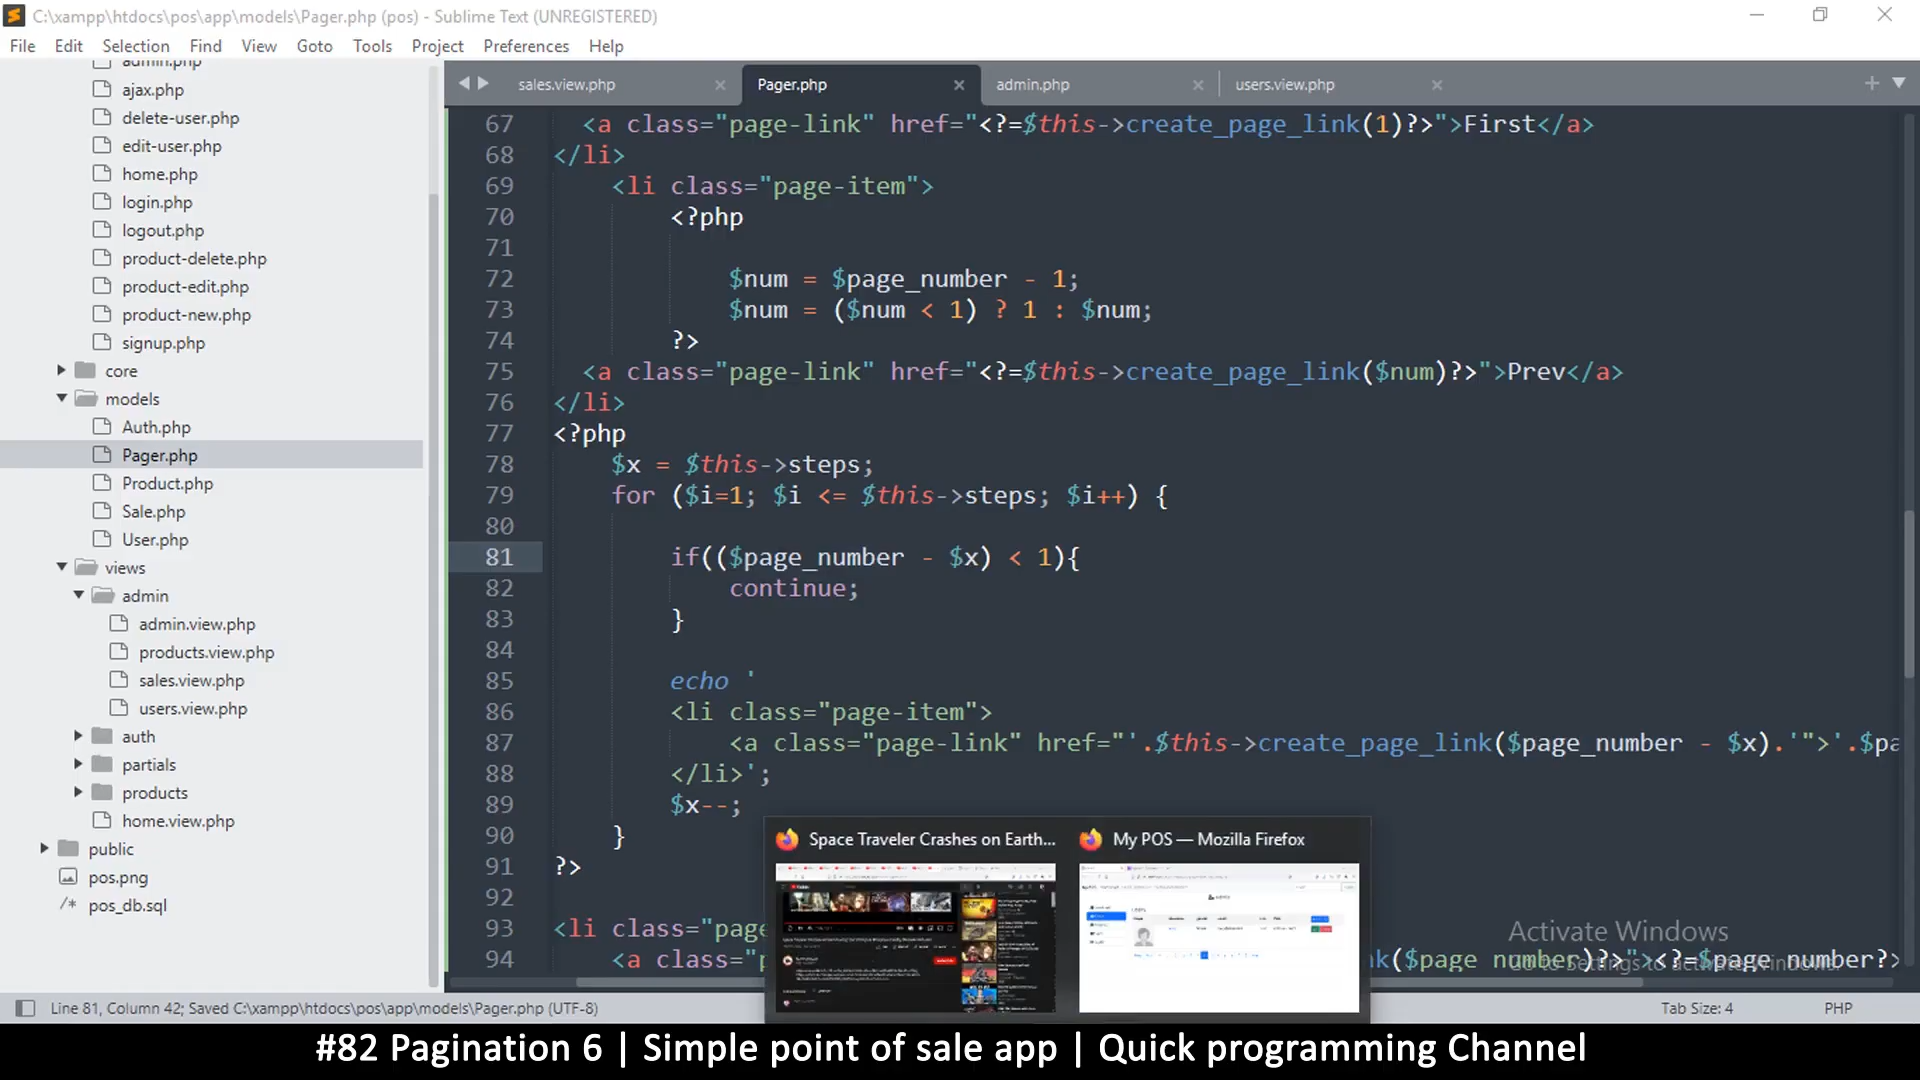 C:\xampp\htdocs\pos\app\models\Pager.php (pos) - Sublime Text (UNREGISTERED)
File Edit Selection Find View Goto Tools Project Preferences Help
admin.php
ajax.php
delete-user.php
edit-user.php
home.php
login.php
logout.php
product-delete.php
product-edit.php
product-new.php
signup.php
core
models
Auth.php
Pager.php
Product.php
Sale.php
User.php
views
admin
admin.view.php
products.view.php
sales.view.php
users.view.php
auth
partials
products
home.view.php
public
pos.png
pos_db.sql
sales.view.php Pager.php admin.php users.view.php
67 <a class="page-link" href="<?=$this->create_page_link(1)?>">First</a>
68 </li>
69 <li class="page-item">
70 <?php
71
72 $num = $page_number - 1;
73 $num = ($num < 1) ? 1 : $num;
74 ?>
75 <a class="page-link" href="<?=$this->create_page_link($num)?>">Prev</a>
76 </li>
77 <?php
78 $x = $this->steps;
79 for ($i=1; $i <= $this->steps; $i++) {
80
81 if(($page_number - $x) < 1){
82 continue;
83 }
84
85 echo '
86 <li class="page-item">
87 <a class="page-link" href="'.$this->create_page_link($page_number - $x).'">'.$pa
88 </li>';
89 $x--;
90 }
91 ?>
92
93 <li class="page
94 <a class="p nk($page_number)?>"><?=$page_number?>
Space Traveler Crashes on Earth... My POS — Mozilla Firefox
Activate Windows
Go to Settings to activate Windows.
Line 81, Column 42; Saved C:\xampp\htdocs\pos\app\models\Pager.php (UTF-8) Tab Size: 4 PHP
#82 Pagination 6 | Simple point of sale app | Quick programming Channel